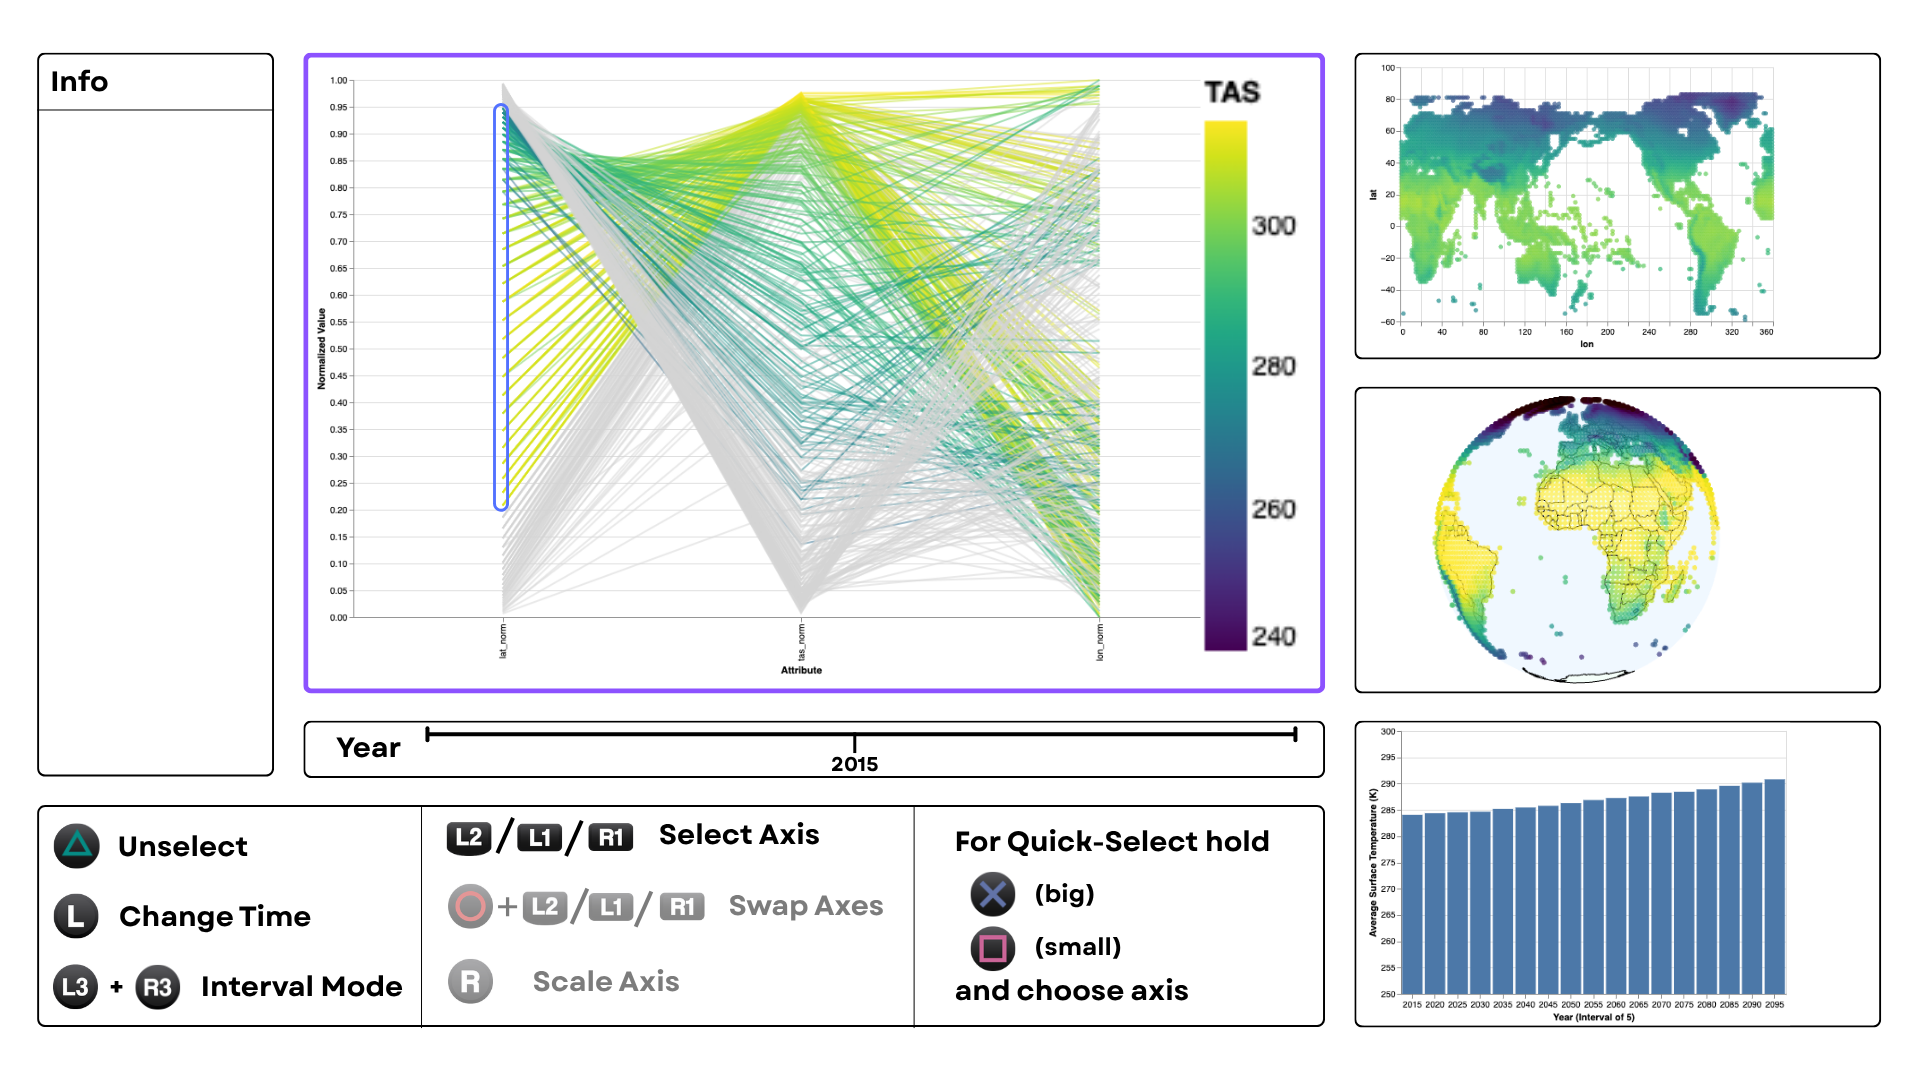 Info
1.00
0.95
0.90
0.85
0.80
0.75
0.70
0.65
0.60
0.55
0.50
0.45
0.40
0.35
0.30
0.25
0.20
0.15
0.10
0.05
0.00
Normalized Value
lat_norm
tas_norm
lon_norm
Attribute
TAS
300
280
260
240
100
80
60
40
20
0
−20
−40
−60
lat
0 40 80 120 160 200 240 280 320 360
lon
Year
2015
300
295
290
285
280
275
270
265
260
255
250
Average Surface Temperature (K)
2015 2020 2025 2030 2035 2040 2045 2050 2055 2060 2065 2070 2075 2080 2085 2090 2095
Year (Interval of 5)
Unselect
L Change Time
L3 + R3 Interval Mode
L2 / L1 / R1 Select Axis
+ L2 / L1 / R1 Swap Axes
R Scale Axis
For Quick-Select hold
(big)
(small)
and choose axis